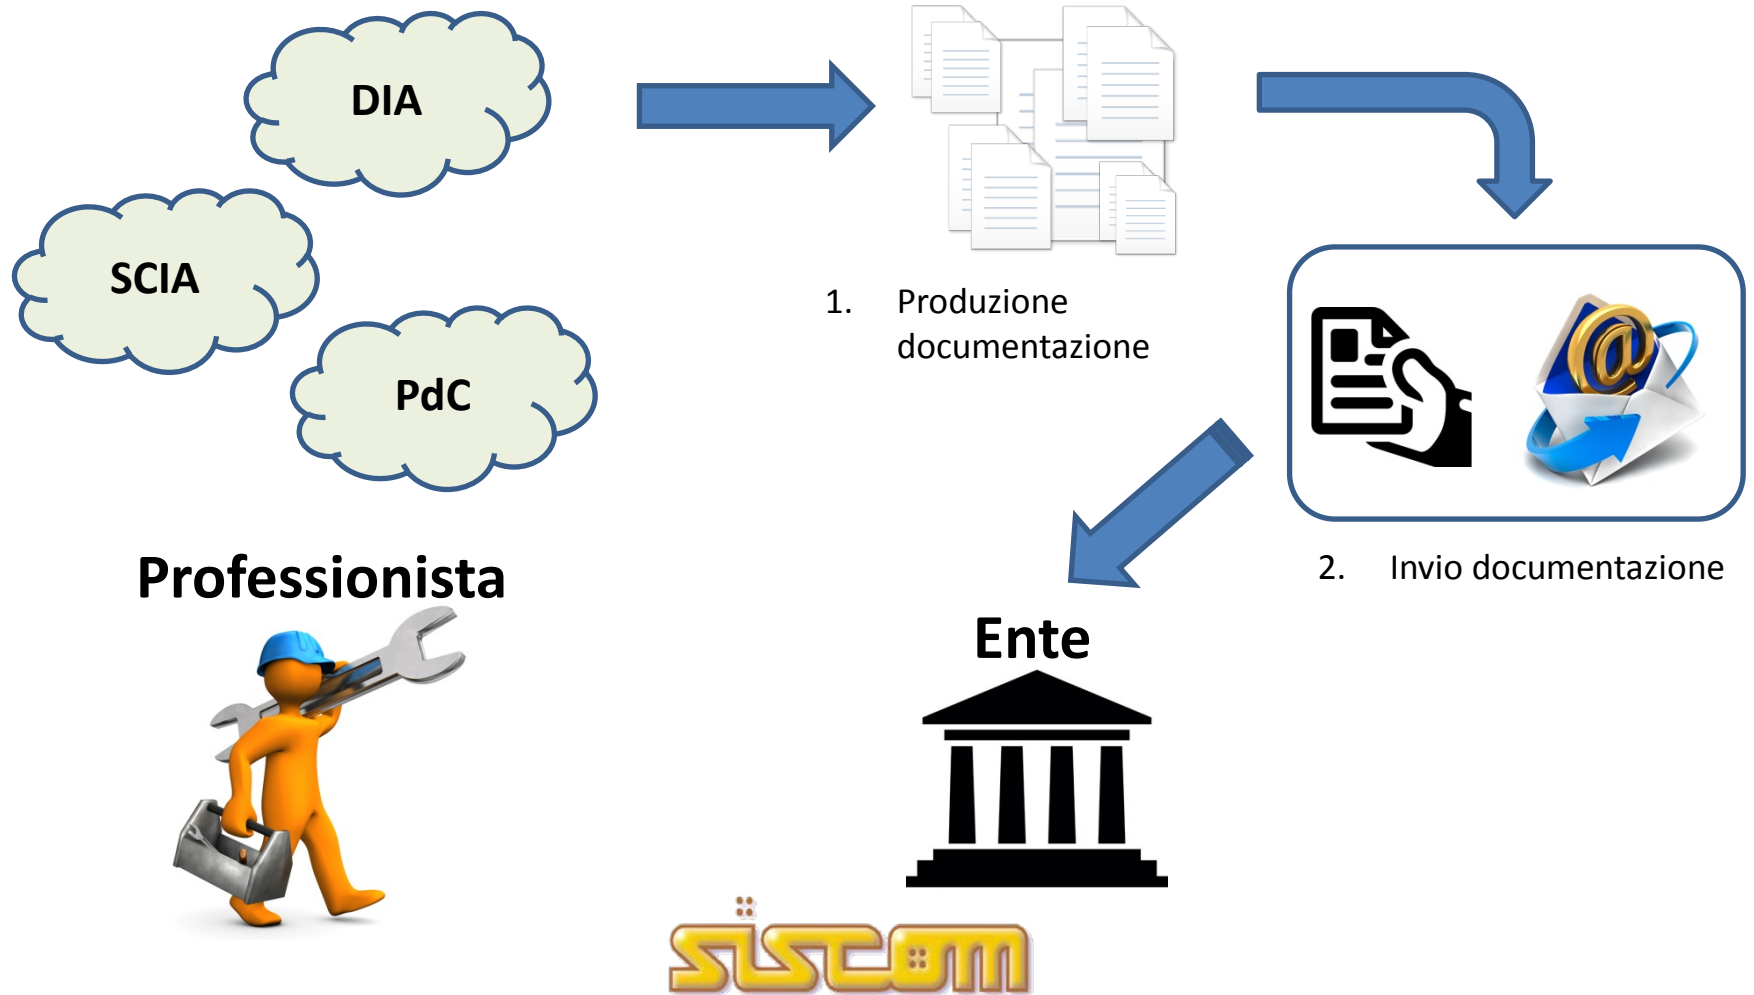 DIA
SCIA
PdC
Professionista
1. Produzione
documentazione
2. Invio documentazione
Ente
@
siscom